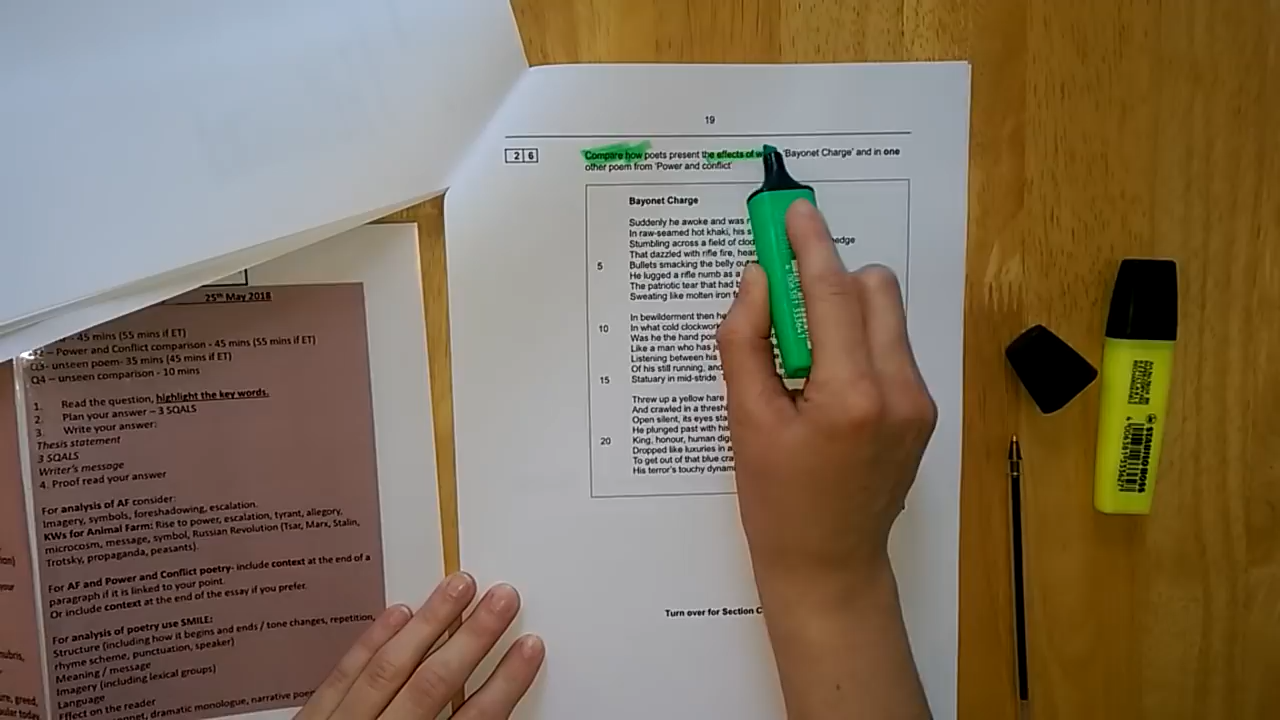 19
2 6
Compare how poets present the effects of 'Bayonet Charge' and in one
other poem from 'Power and conflict'
Bayonet Charge
Suddenly he awoke and was
In raw-seamed hot khaki, his
Stumbling across a field of hedge
That dazzled with rifle fire,
5 Bullets smacking the belly
He lugged a rifle numb as a
The patriotic tear that had
Sweating like molten iron
In bewilderment then he
10 In what cold
Was he the hand
Like a man who has
Listening between his
Of his still running, and
15 Statuary in mid-stride
Threw up a yellow hare
And crawled in a
Open silent, its eyes
He plunged past with his
20 King, honour, human
Dropped like luxuries in a
To get out of that blue
His terror's touchy
Turn over for Section C
25th May 2018
- 45 mins (55 mins if ET)
– Power and Conflict comparison - 45 mins (55 mins if ET)
Q3- unseen poem- 35 mins (45 mins if ET)
Q4 – unseen comparison - 10 mins
1. Read the question, highlight the key words.
2. Plan your answer – 3 SQALS
3. Write your answer:
Thesis statement
3 SQALS
Writer's message
4. Proof read your answer
For analysis of AF consider:
Imagery, symbols, foreshadowing, escalation.
KWs for Animal Farm: Rise to power, escalation, tyrant, allegory,
microcosm, message, symbol, Russian Revolution (Tsar, Marx, Stalin,
Trotsky, propaganda, peasants).
For AF and Power and Conflict poetry- include context at the end of a
paragraph if it is linked to your point.
Or include context at the end of the essay if you prefer.
For analysis of poetry use SMILE:
Structure (including how it begins and ends / tone changes, repetition,
rhyme scheme, punctuation, speaker)
Meaning / message
Imagery (including lexical groups)
Language
Effect on the reader
dramatic monologue, narrative
greed,
today
STABILO BOSS